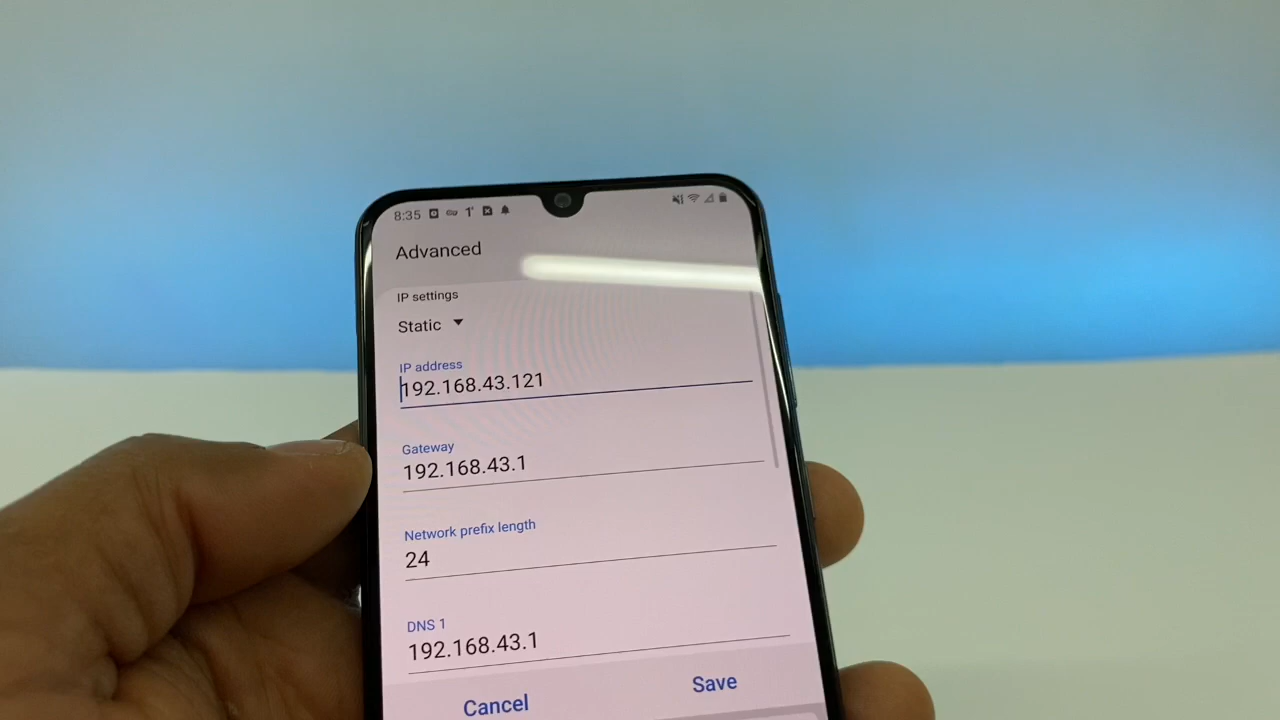 8:35
Advanced
IP settings
Static
IP address
192.168.43.121
Gateway
192.168.43.1
Network prefix length
24
DNS 1
192.168.43.1
Cancel
Save